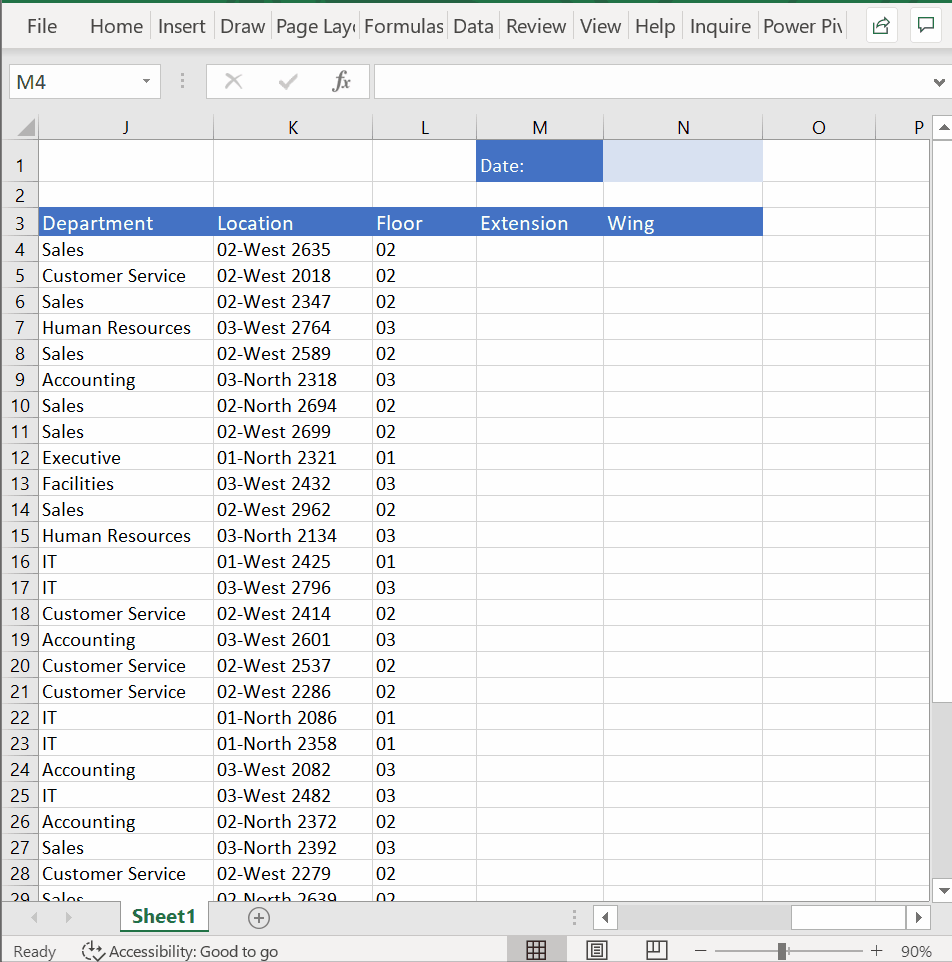 File Home Insert Draw Page Layo Formulas Data Review View Help Inquire Power Piv
M4 fx
J K L M N O P
1 Date:
2
3 Department Location Floor Extension Wing
4 Sales 02-West 2635 02
5 Customer Service 02-West 2018 02
6 Sales 02-West 2347 02
7 Human Resources 03-West 2764 03
8 Sales 02-West 2589 02
9 Accounting 03-North 2318 03
10 Sales 02-North 2694 02
11 Sales 02-West 2699 02
12 Executive 01-North 2321 01
13 Facilities 03-West 2432 03
14 Sales 02-West 2962 02
15 Human Resources 03-North 2134 03
16 IT 01-West 2425 01
17 IT 03-West 2796 03
18 Customer Service 02-West 2414 02
19 Accounting 03-West 2601 03
20 Customer Service 02-West 2537 02
21 Customer Service 02-West 2286 02
22 IT 01-North 2086 01
23 IT 01-North 2358 01
24 Accounting 03-West 2082 03
25 IT 03-West 2482 03
26 Accounting 02-North 2372 02
27 Sales 03-North 2392 03
28 Customer Service 02-West 2279 02
29 Sales 02-North 2639 02
Sheet1
Ready Accessibility: Good to go 90%